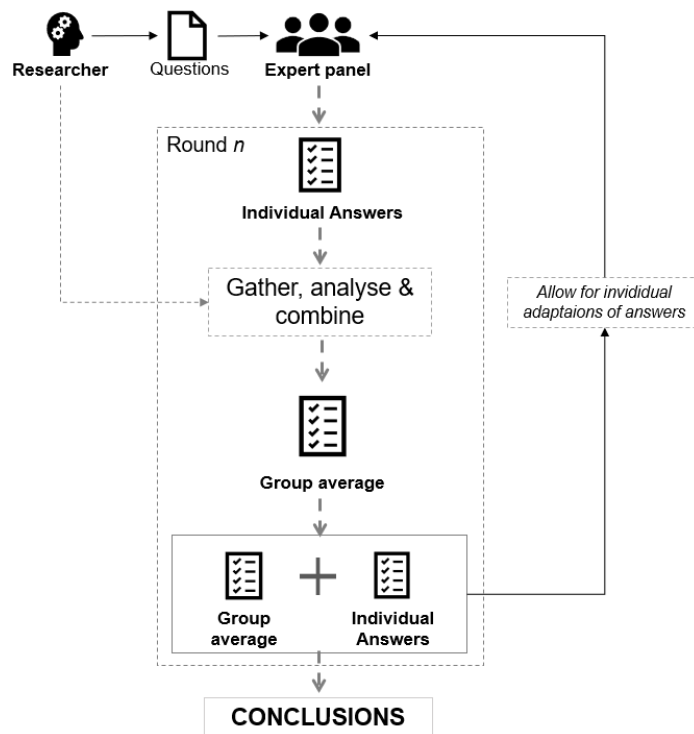 Researcher
Questions
Expert panel
Round n
Individual Answers
Gather, analyse &
combine
Allow for invididual
adaptaions of answers
Group average
Group
average
Individual
Answers
CONCLUSIONS